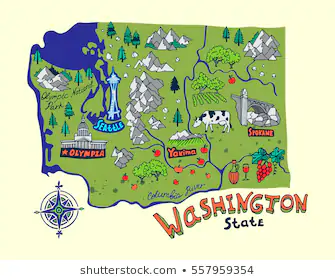 Olympic National
Park
SEATTLE
SPOKANE
OLYMPIA
Yakima
Columbia River
WASHINGTON
STATE
shutterstock.com • 557959354